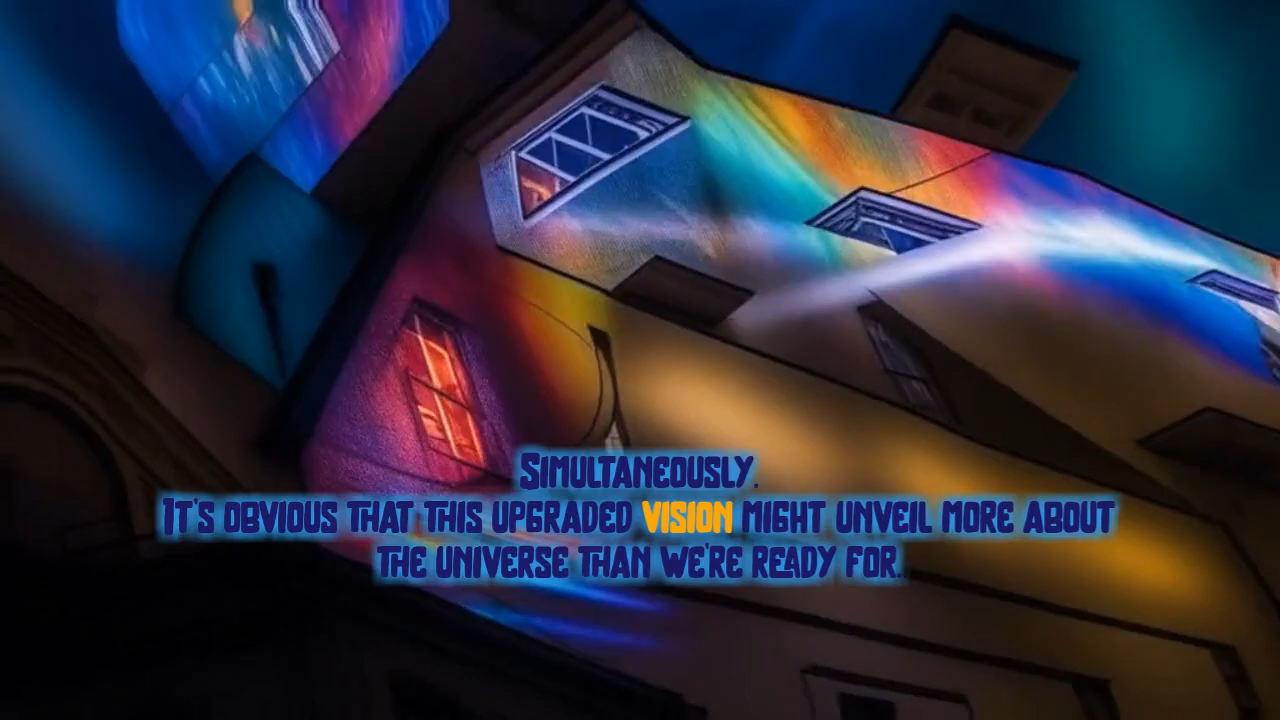 Simultaneously.
It's obvious that this upgraded vision might unveil more about
the universe than we're ready for..